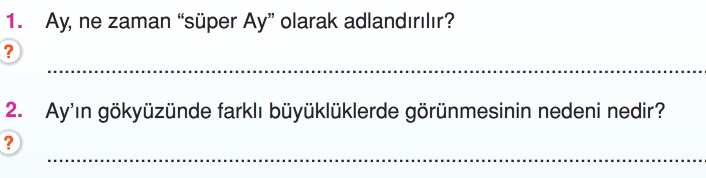 1. Ay, ne zaman “süper Ay” olarak adlandırılır?
?
....................................................................................................
2. Ay’ın gökyüzünde farklı büyüklüklerde görünmesinin nedeni nedir?
?
....................................................................................................